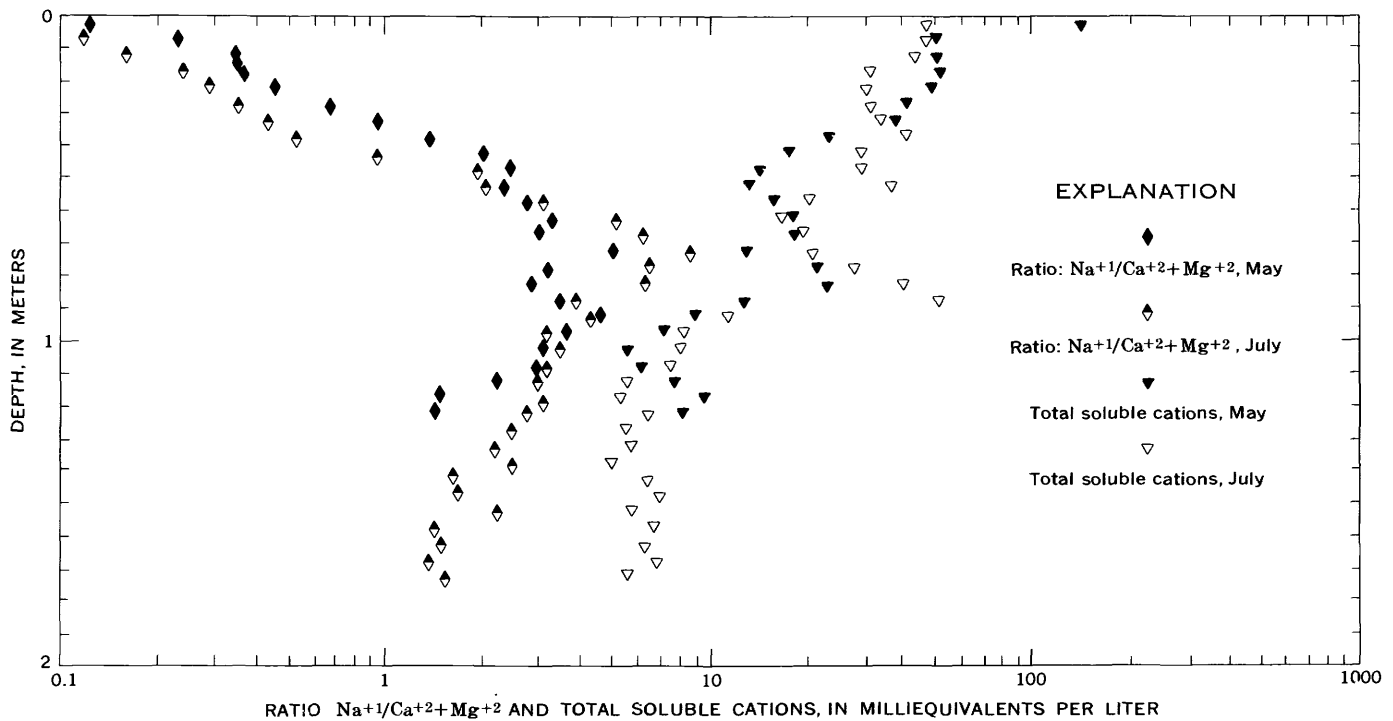 0
1
2
DEPTH, IN METERS
0.1
1
10
100
1000
RATIO Na+1/Ca+2+Mg+2 AND TOTAL SOLUBLE CATIONS, IN MILLIEQUIVALENTS PER LITER
EXPLANATION
Ratio: Na+1/Ca+2+Mg+2, May
Ratio: Na+1/Ca+2+Mg+2, July
Total soluble cations, May
Total soluble cations, July